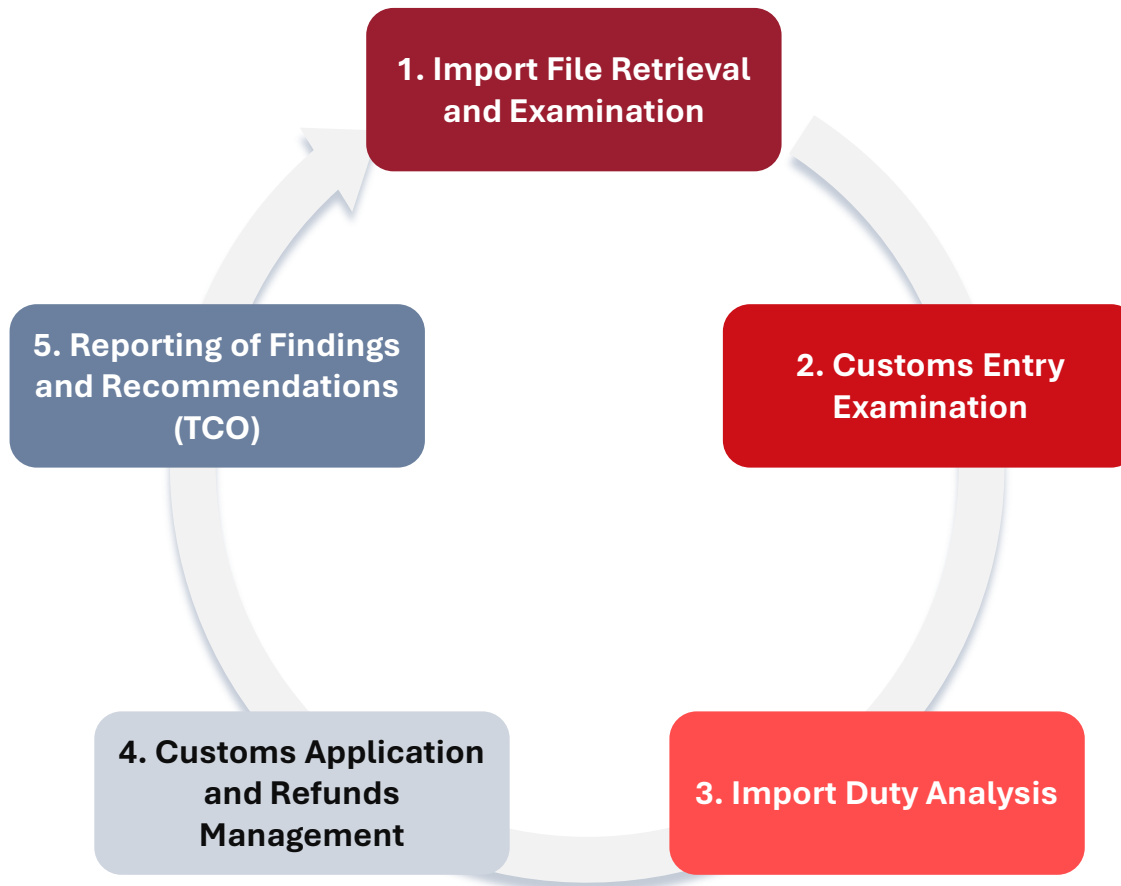 1. Import File Retrieval
and Examination
2. Customs Entry
Examination
3. Import Duty Analysis
4. Customs Application
and Refunds
Management
5. Reporting of Findings
and Recommendations
(TCO)